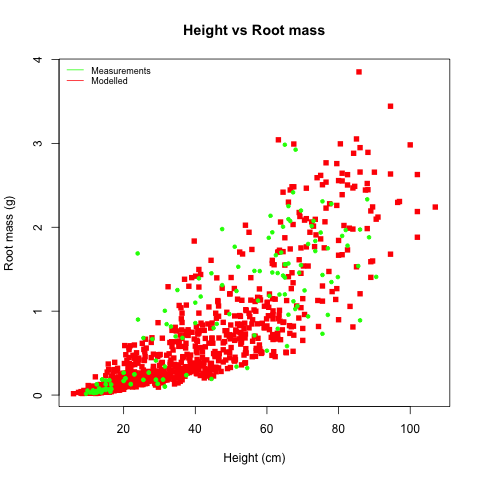 Height vs Root mass
Measurements
Modelled
4
3
2
1
0
Root mass (g)
20 40 60 80 100
Height (cm)